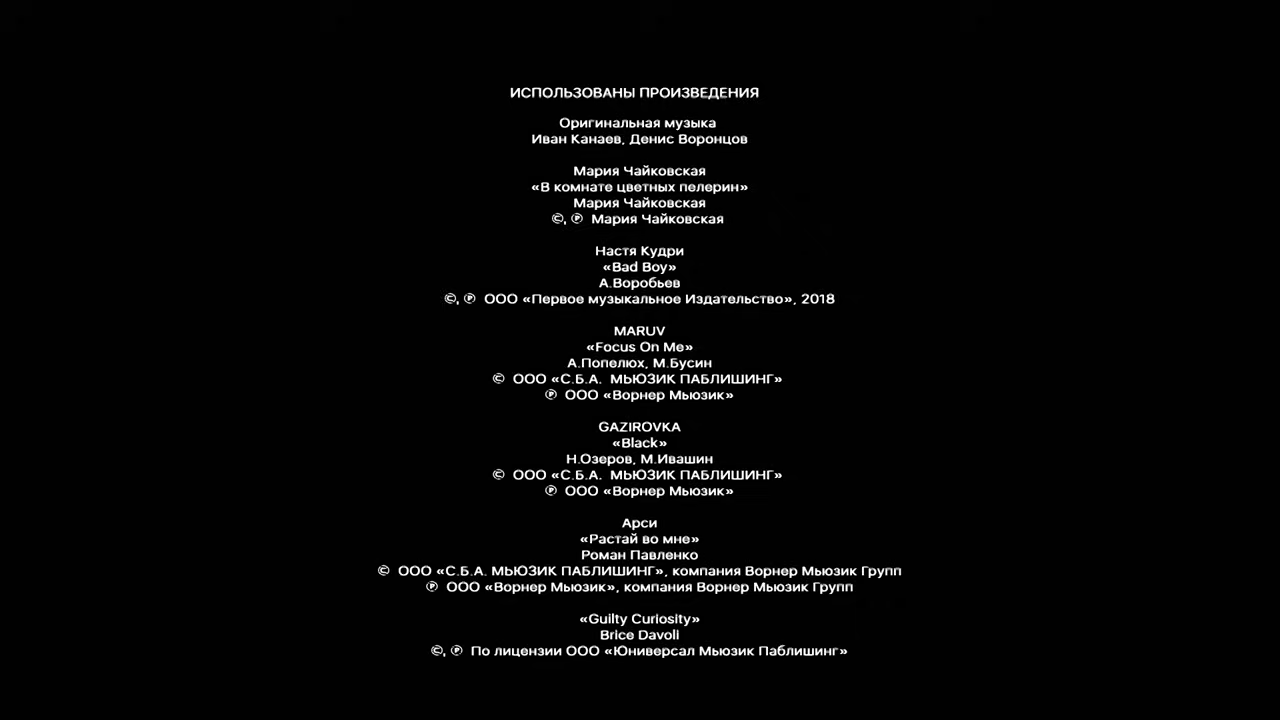 ИСПОЛЬЗОВАНЫ ПРОИЗВЕДЕНИЯ
Оригинальная музыка
Иван Канаев, Денис Воронцов
Мария Чайковская
«В комнате цветных пелерин»
Мария Чайковская
©, ℗ Мария Чайковская
Настя Кудри
«Bad Boy»
А.Воробьев
©, ℗ ООО «Первое музыкальное Издательство», 2018
MARUV
«Focus On Me»
А.Попелюх, М.Бусин
© ООО «С.Б.А. МЬЮЗИК ПАБЛИШИНГ»
℗ ООО «Ворнер Мьюзик»
GAZIROVKA
«Black»
Н.Озеров, М.Ивашин
© ООО «С.Б.А. МЬЮЗИК ПАБЛИШИНГ»
℗ ООО «Ворнер Мьюзик»
Арси
«Растай во мне»
Роман Павленко
© ООО «С.Б.А. МЬЮЗИК ПАБЛИШИНГ», компания Ворнер Мьюзик Групп
℗ ООО «Ворнер Мьюзик», компания Ворнер Мьюзик Групп
«Guilty Curiosity»
Brice Davoli
©, ℗ По лицензии ООО «Юниверсал Мьюзик Паблишинг»